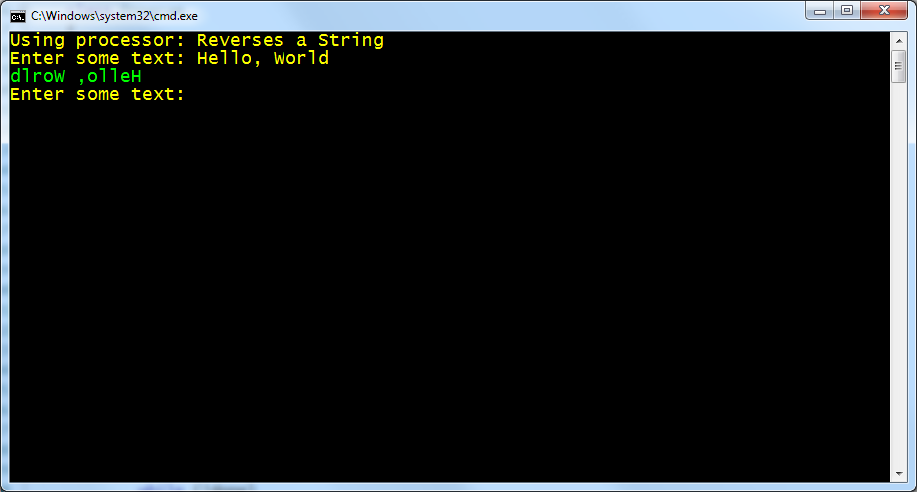 C:\Windows\system32\cmd.exe
Using processor: Reverses a String
Enter some text: Hello, World
dlroW ,olleH
Enter some text: